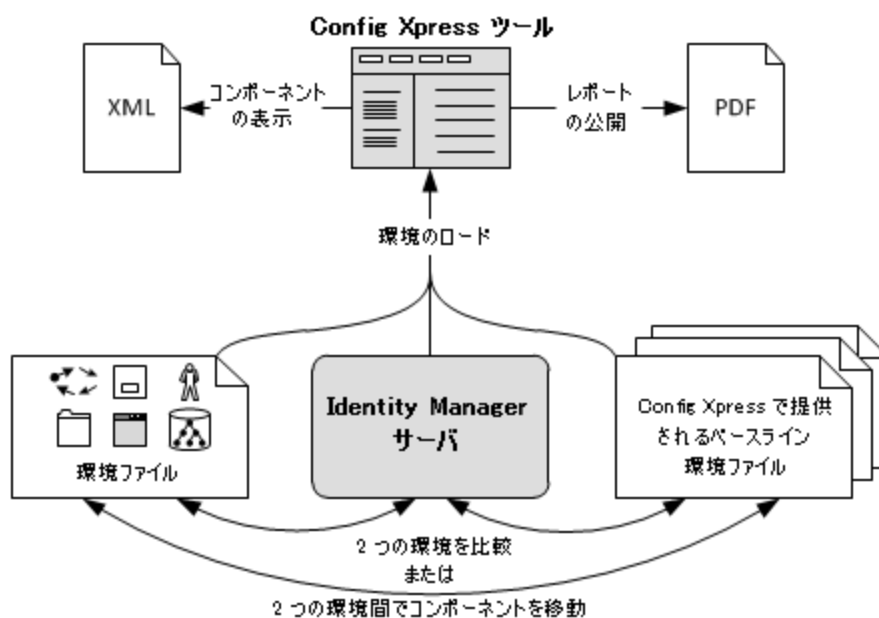 Config Xpress ツール
XML
コンポーネント
の表示
レポート
の公開
PDF
環境のロード
環境ファイル
Identity Manager
サーバ
Config Xpress で提供
されるベースライン
環境ファイル
2 つの環境を比較
または
2 つの環境間でコンポーネントを移動